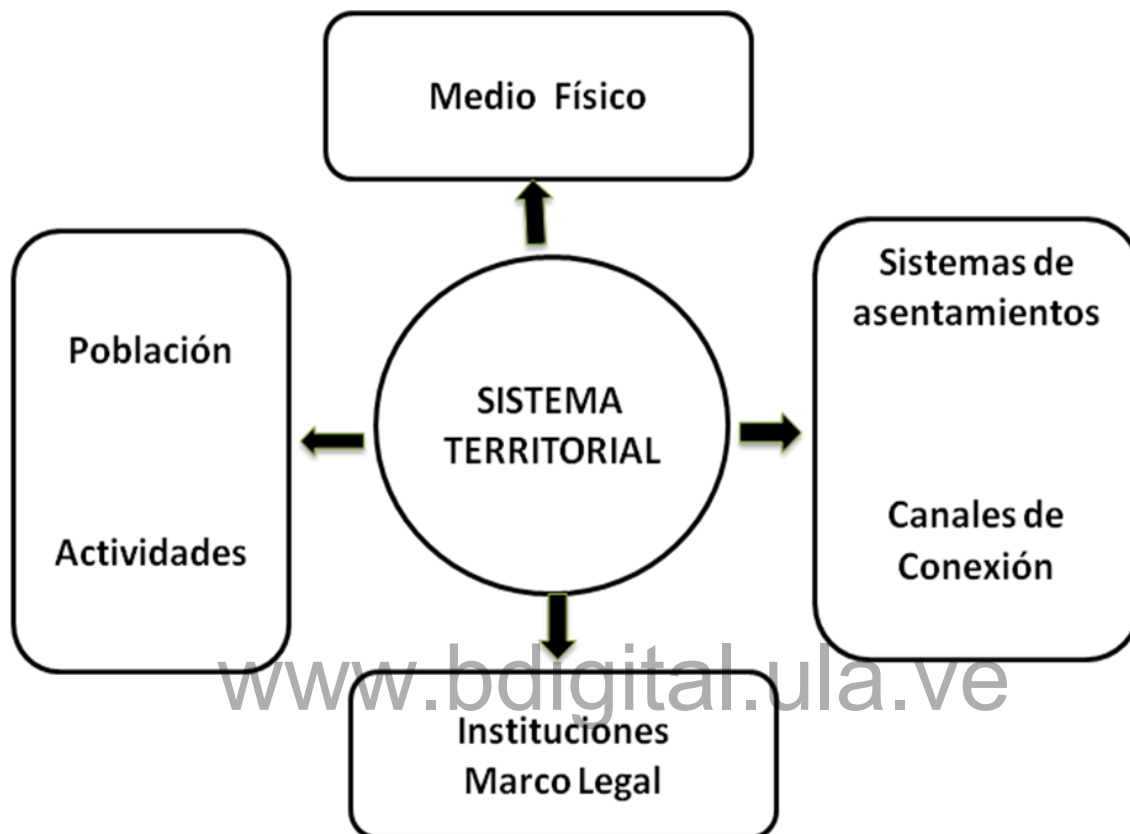 Medio Físico
Sistemas de
asentamientos
Población
SISTEMA
TERRITORIAL
Canales de
Conexión
Actividades
www.bdigital.ula.ve
Instituciones
Marco Legal